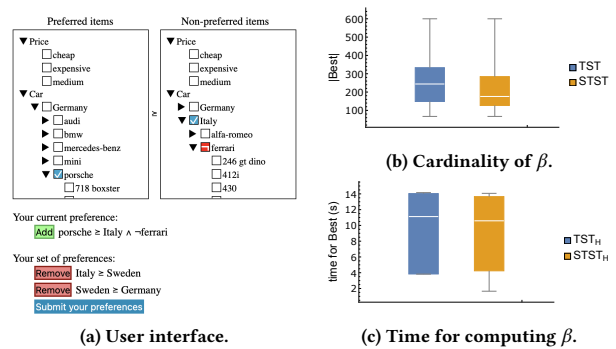 Preferred items
Non-preferred items
Price
cheap
expensive
medium
Car
Germany
audi
bmw
mercedes-benz
mini
porsche
718 boxster
≥
Price
cheap
expensive
medium
Car
Germany
Italy
alfa-romeo
ferrari
246 gt dino
412i
430
Your current preference:
Add porsche ≥ Italy ∧ ¬ferrari
Your set of preferences:
Remove Italy ≥ Sweden
Remove Sweden ≥ Germany
Submit your preferences
(a) User interface.
|Best|
600
500
400
300
200
100
TST
STST
(b) Cardinality of β.
time for Best (s)
14
12
10
8
6
4
2
TSTH
STSTH
(c) Time for computing β.